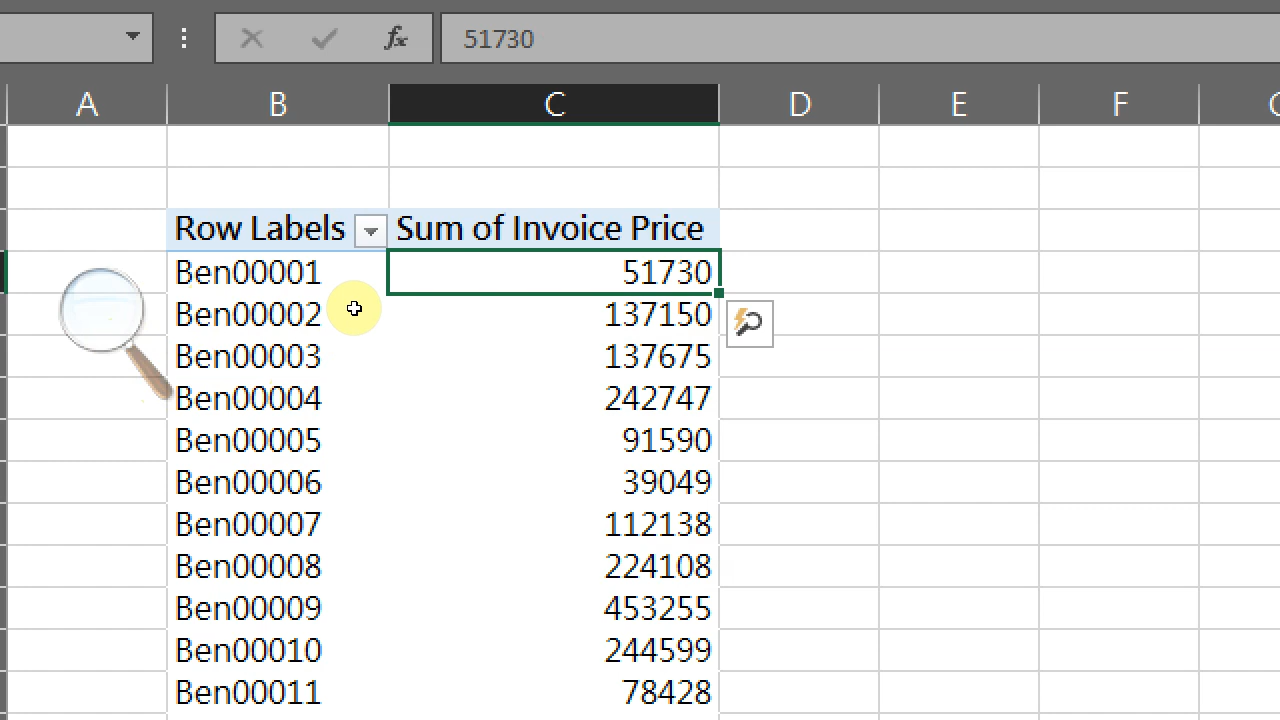 fx 51730
A B C D E F
Row Labels Sum of Invoice Price
Ben00001 51730
Ben00002 137150
Ben00003 137675
Ben00004 242747
Ben00005 91590
Ben00006 39049
Ben00007 112138
Ben00008 224108
Ben00009 453255
Ben00010 244599
Ben00011 78428